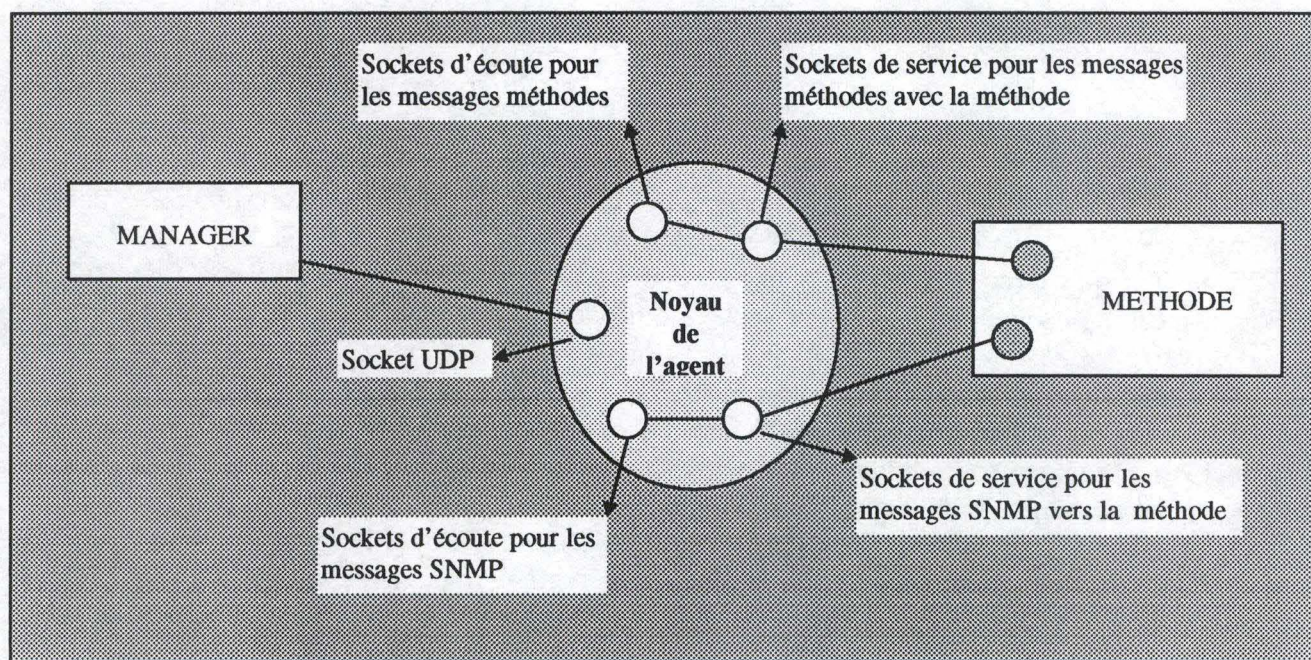 Sockets d'écoute pour
les messages méthodes
Sockets de service pour les messages
méthodes avec la méthode
MANAGER
METHODE
Noyau
de
l'agent
Socket UDP
Sockets de service pour les
messages SNMP vers la méthode
Sockets d'écoute pour les
messages SNMP